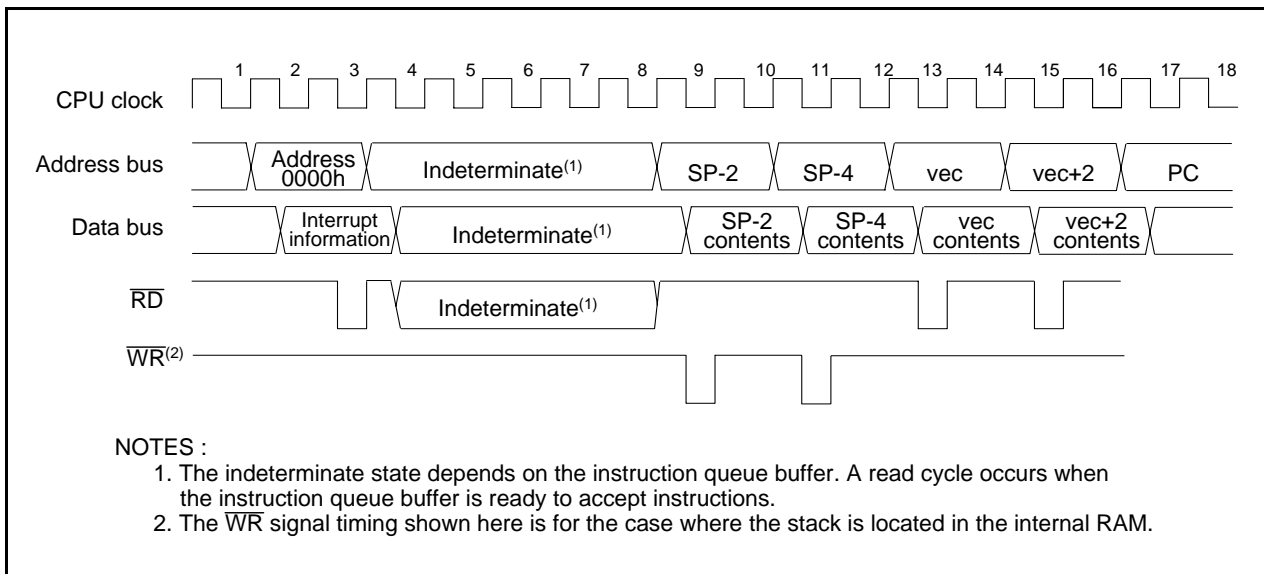 1 2 3 4 5 6 7 8 9 10 11 12 13 14 15 16 17 18
CPU clock
Address bus
Address
0000h
Indeterminate(1)
SP-2
SP-4
vec
vec+2
PC
Data bus
Interrupt
information
Indeterminate(1)
SP-2
contents
SP-4
contents
vec
contents
vec+2
contents
RD
Indeterminate(1)
WR(2)
NOTES :
1. The indeterminate state depends on the instruction queue buffer. A read cycle occurs when
the instruction queue buffer is ready to accept instructions.
2. The WR signal timing shown here is for the case where the stack is located in the internal RAM.